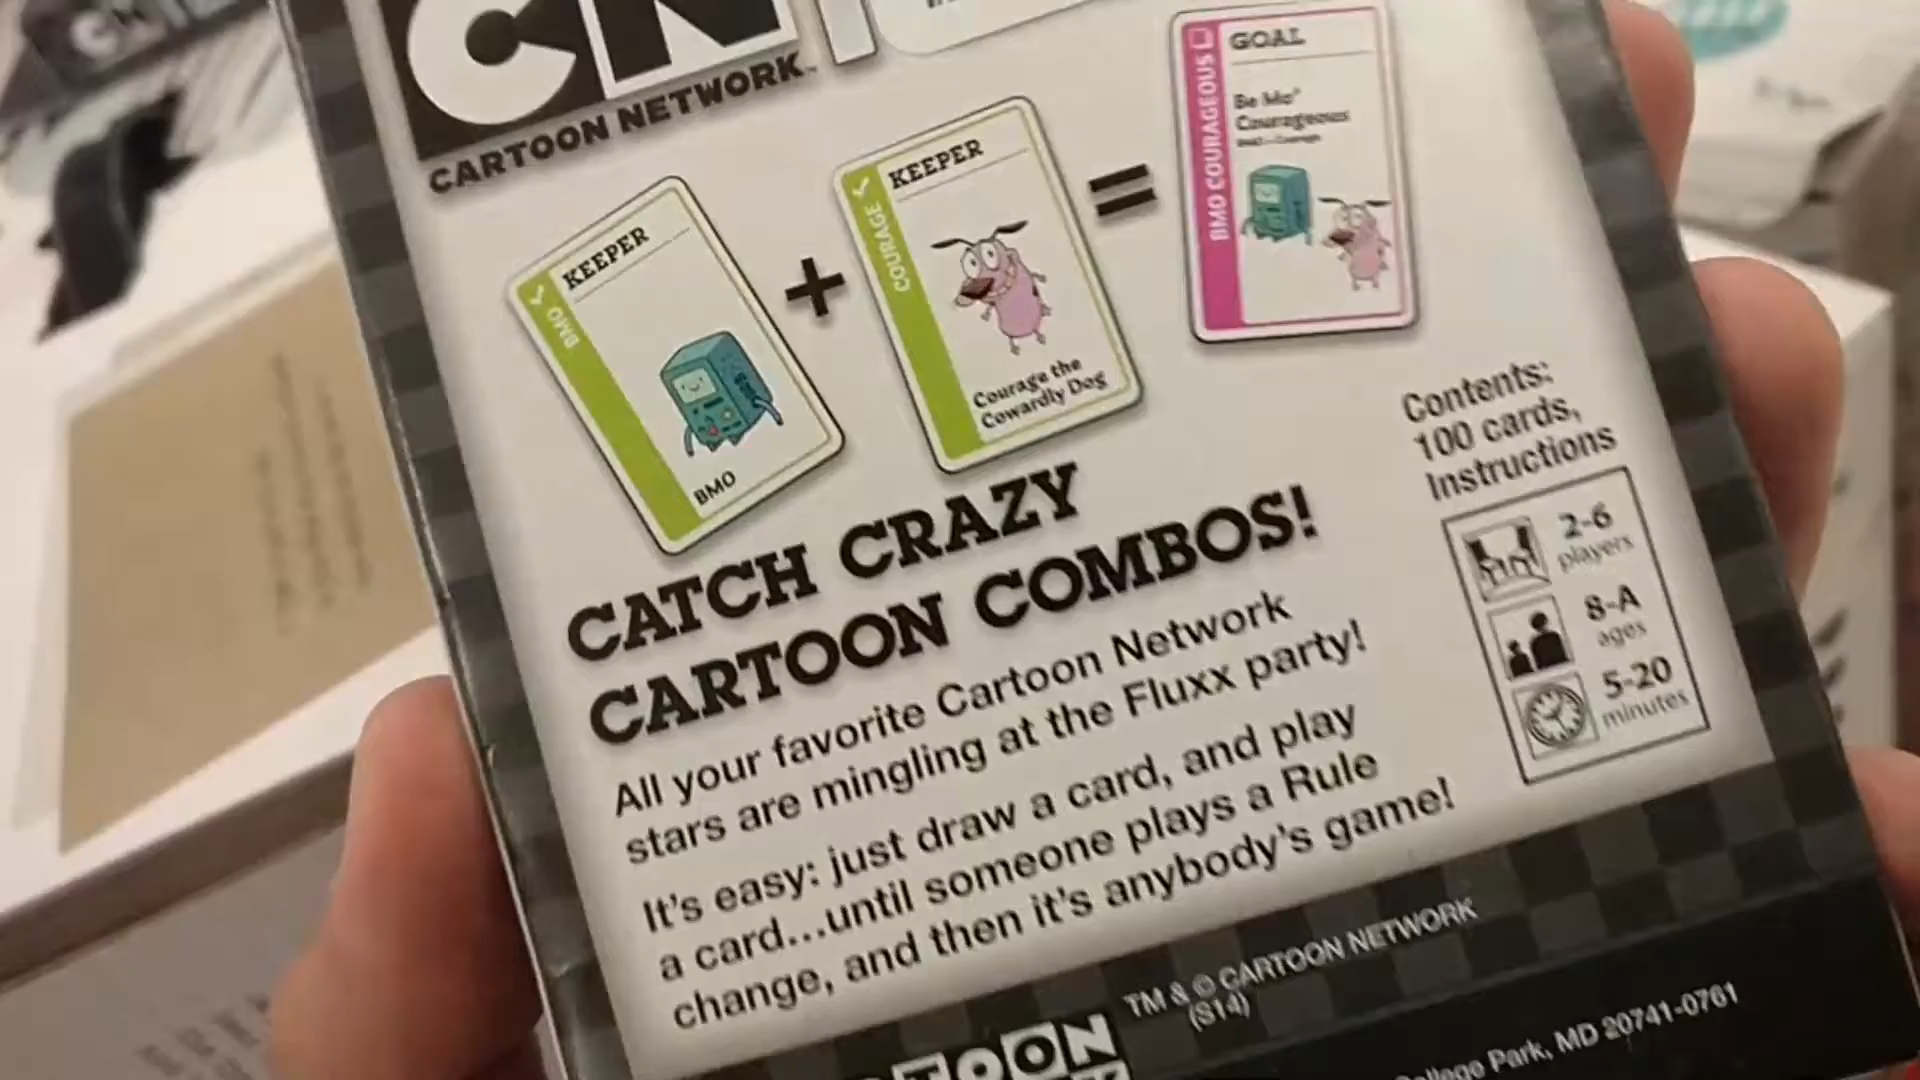 CN
CARTOON NETWORK™
KEEPER
BMO
BMO
+
KEEPER
COURAGE
Courage the
Cowardly Dog
=
GOAL
BMO COURAGEOUS
Be Mo'
Courageous
Contents:
100 cards,
Instructions
2-6
players
8-A
ages
5-20
minutes
CATCH CRAZY
CARTOON COMBOS!
All your favorite Cartoon Network
stars are mingling at the Fluxx party!
It's easy: just draw a card, and play
a card...until someone plays a Rule
change, and then it's anybody's game!
TM & © CARTOON NETWORK
(S14)
College Park, MD 20741-0761